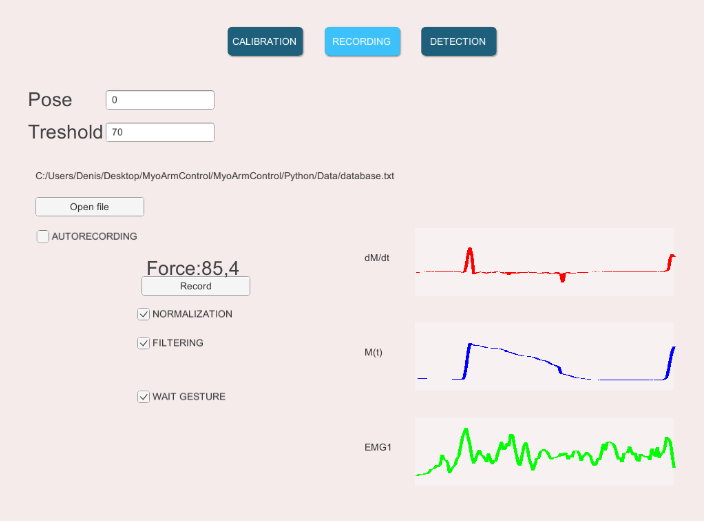 CALIBRATION RECORDING DETECTION
Pose 0
Treshold 70
C:/Users/Denis/Desktop/MyoArmControl/MyoArmControl/Python/Data/database.txt
Open file
AUTORECORDING
dM/dt
Force:85,4
Record
NORMALIZATION
FILTERING
M(t)
WAIT GESTURE
EMG1